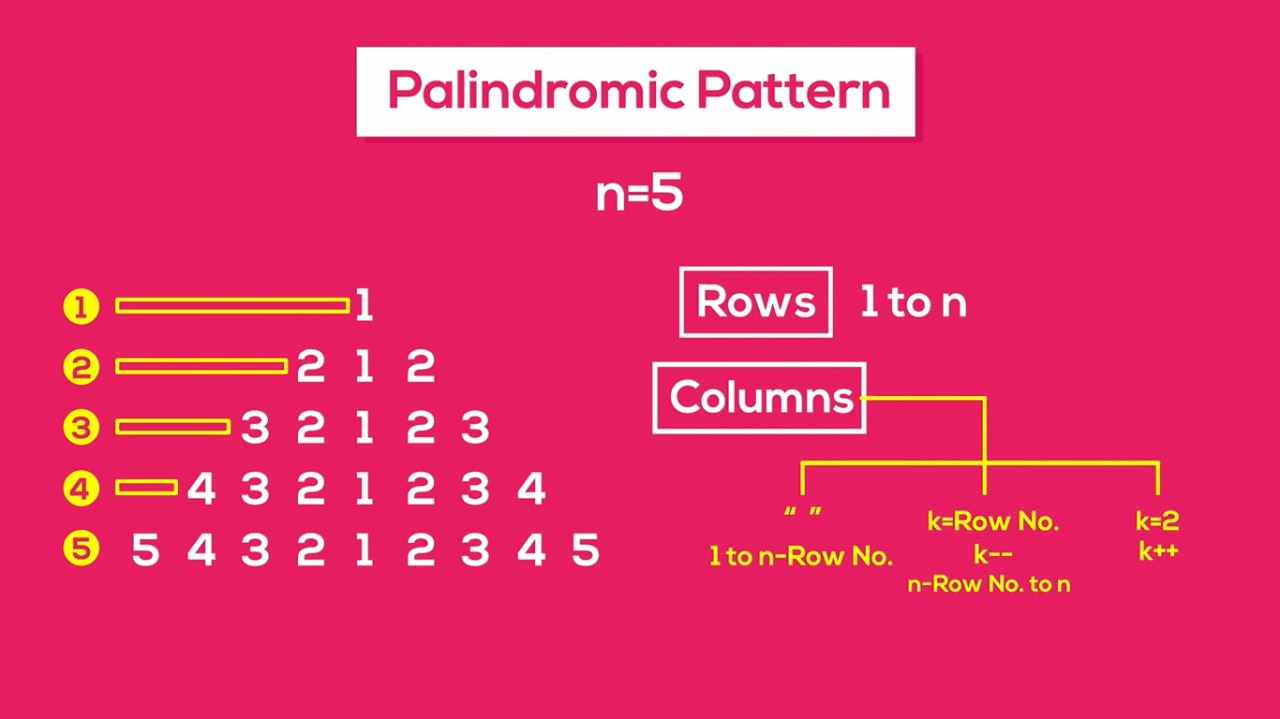 Palindromic Pattern
n=5
1 1
2 2 1 2
3 3 2 1 2 3
4 4 3 2 1 2 3 4
5 5 4 3 2 1 2 3 4 5
Rows 1 to n
Columns
“ ”
1 to n-Row No.
k=Row No.
k--
n-Row No. to n
k=2
k++